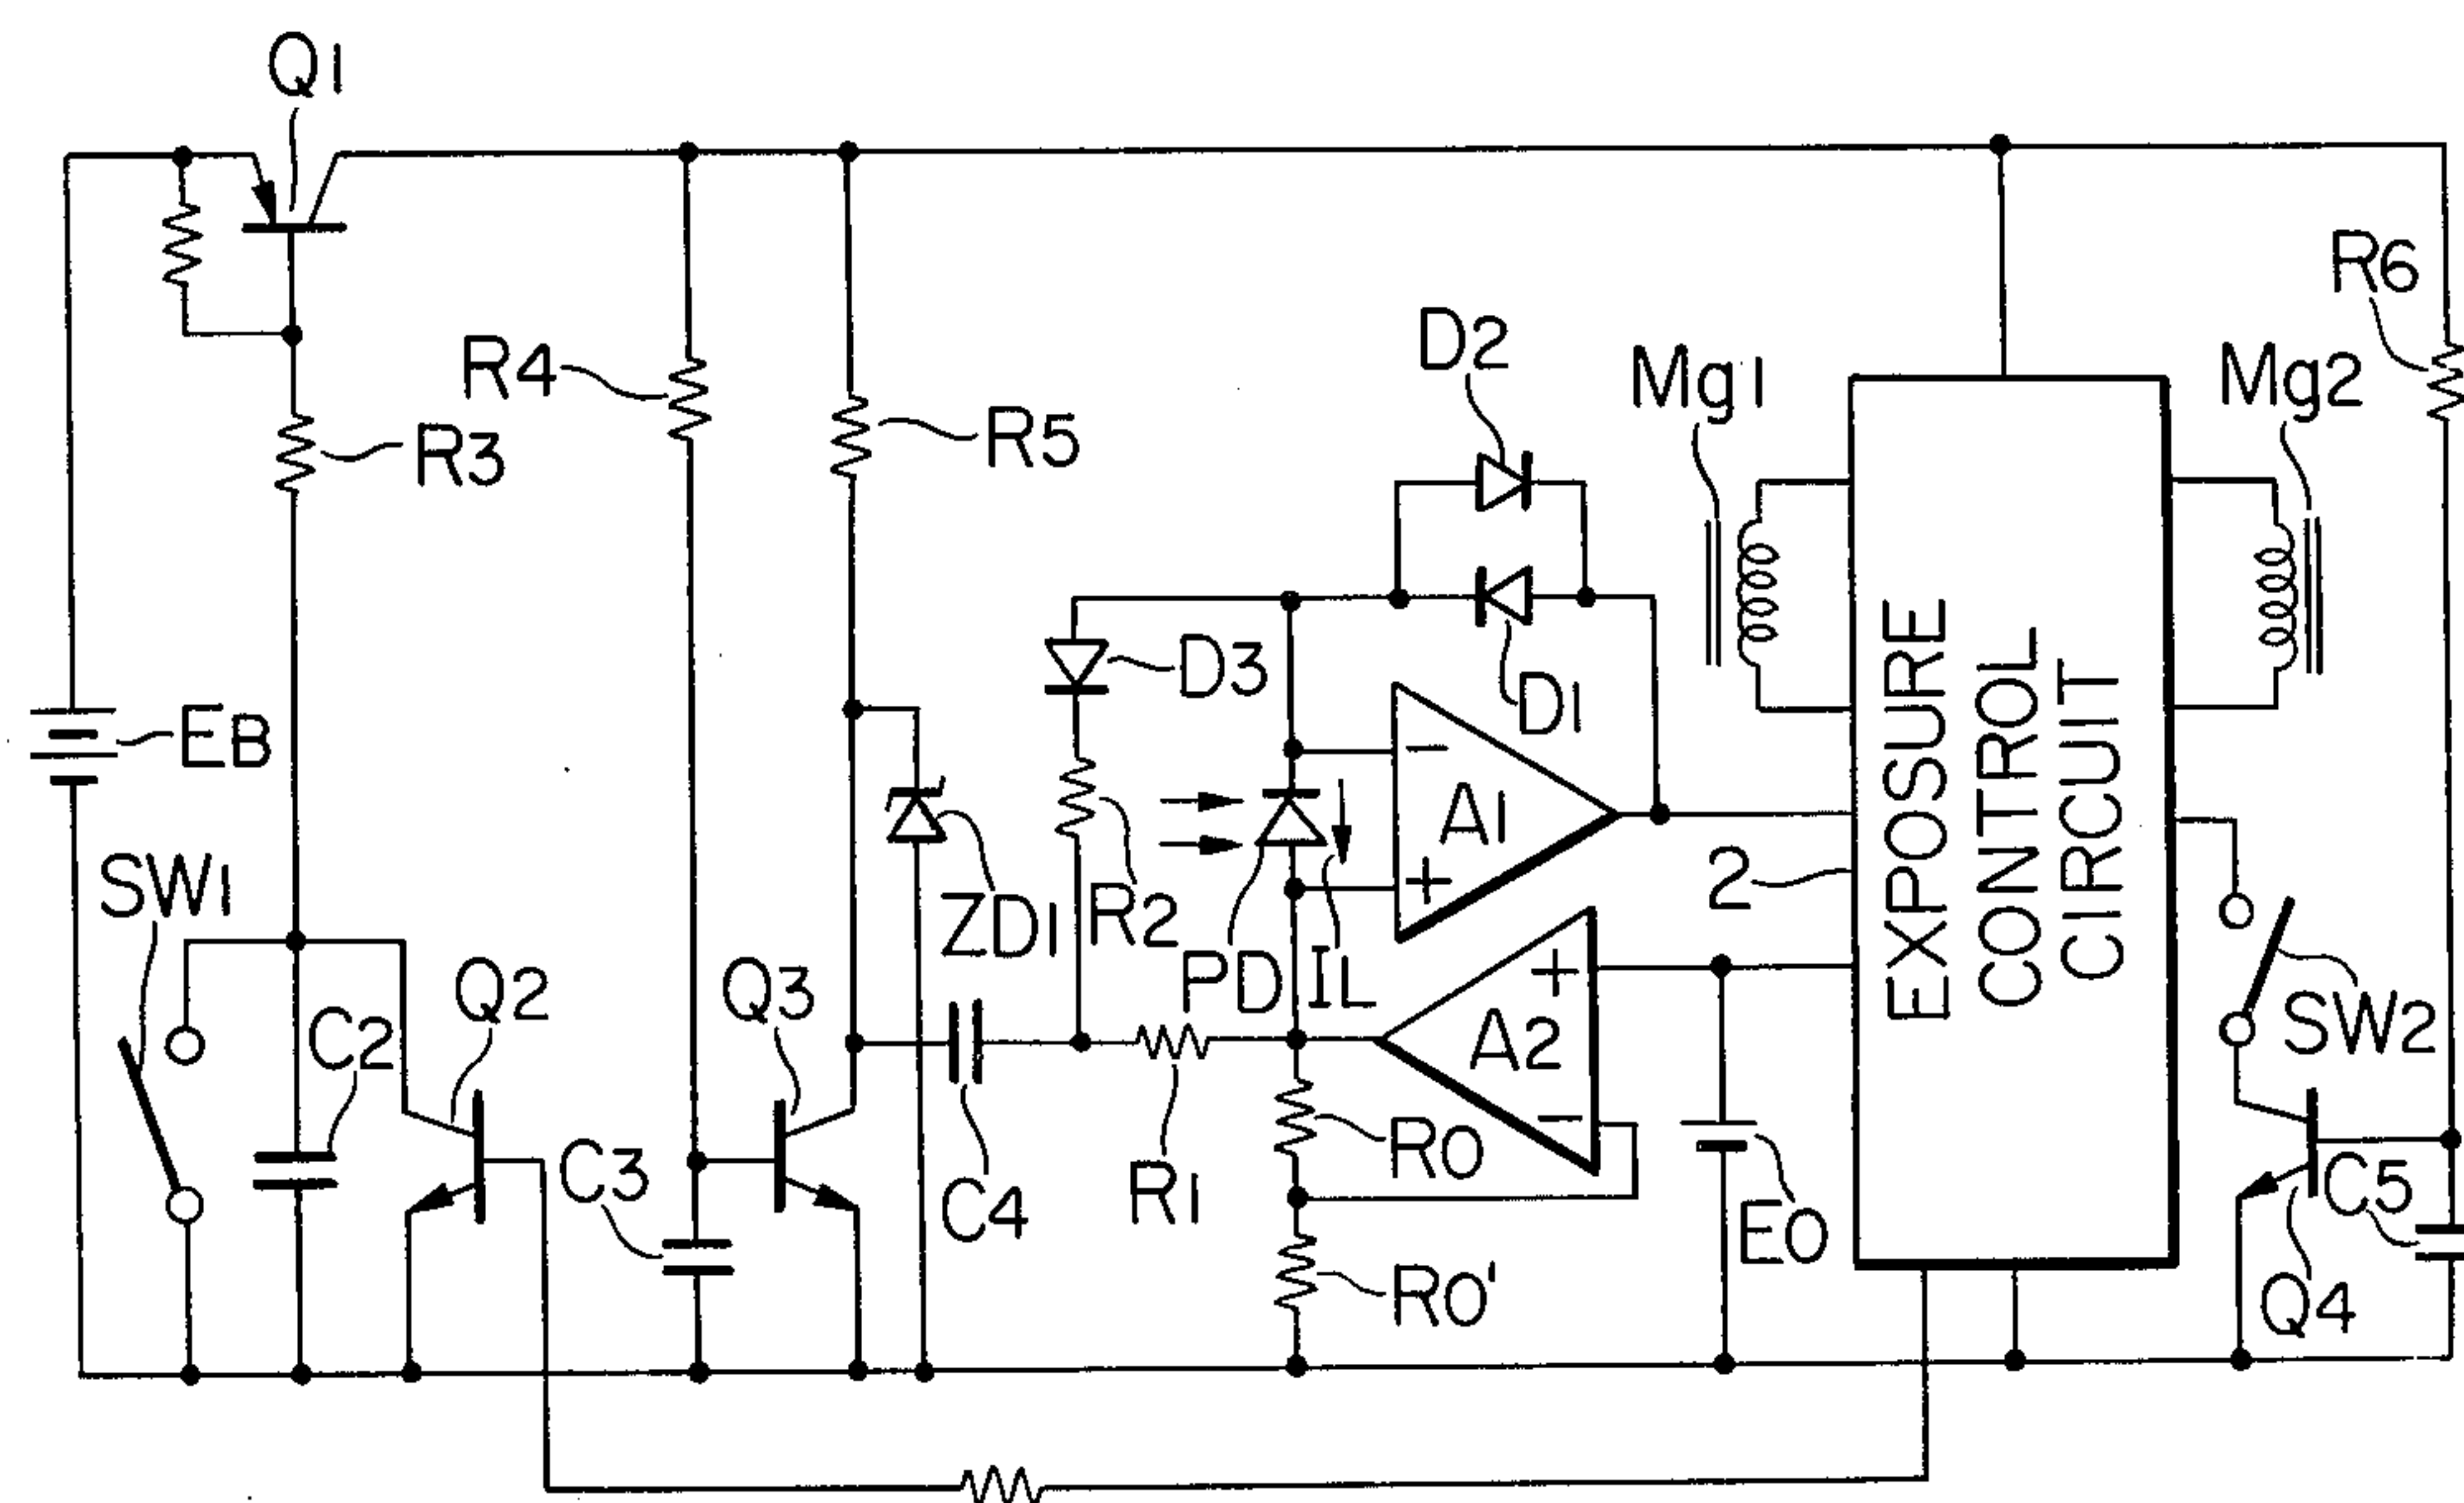 Q1
R6
R4
D2
Mg1
Mg2
R5
R3
D3
D1
EB
A1
SW1
ZD1
R2
2
EXPOSURE
CONTROL
CIRCUIT
Q2
Q3
PD
IL
C2
A2
SW2
C3
C4
R1
R0
E0
C5
R0'
Q4
+
-
+
-